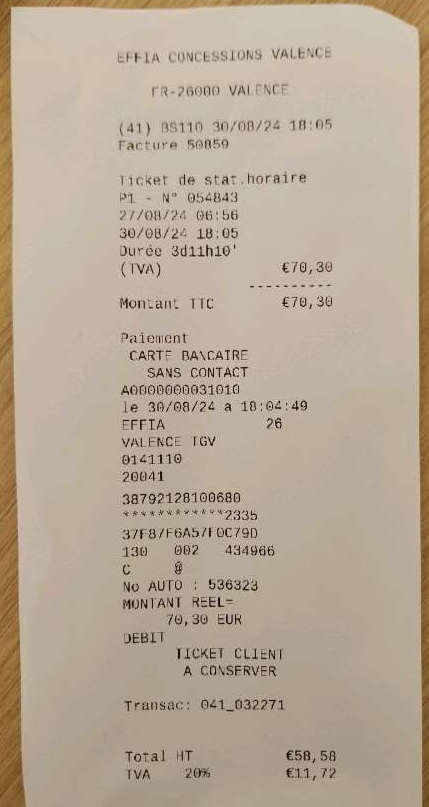 EFFIA CONCESSIONS VALENCE
FR-26000 VALENCE
(41) BS110 30/08/24 18:05
Facture 50859
Ticket de stat.horaire
P1 - N° 054843
27/08/24 06:56
30/08/24 18:05
Durée 3d11h10'
(TVA) €70,30
----------
Montant TTC €70,30
Paiement
CARTE BANCAIRE
SANS CONTACT
A0000000031010
le 30/08/24 a 18:04:49
EFFIA 26
VALENCE TGV
0141110
20041
38792128100680
************2335
37F87F6A57F0C79D
130 002 434966
C @
No AUTO : 536323
MONTANT REEL=
70,30 EUR
DEBIT
TICKET CLIENT
A CONSERVER
Transac: 041_032271
Total HT €58,58
TVA 20% €11,72